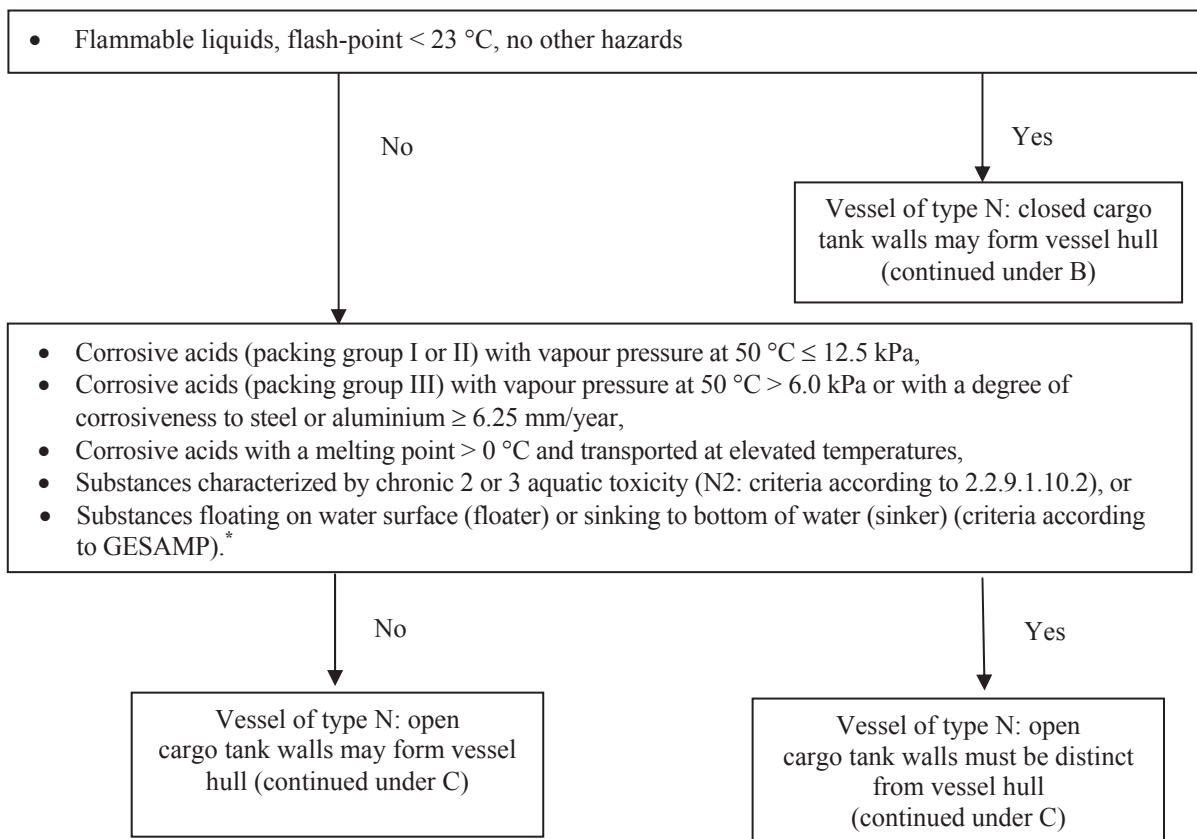 • Flammable liquids, flash-point < 23 °C, no other hazards
No
Yes
Vessel of type N: closed cargo
tank walls may form vessel hull
(continued under B)
• Corrosive acids (packing group I or II) with vapour pressure at 50 °C ≤ 12.5 kPa,
• Corrosive acids (packing group III) with vapour pressure at 50 °C > 6.0 kPa or with a degree of
corrosiveness to steel or aluminium ≥ 6.25 mm/year,
• Corrosive acids with a melting point > 0 °C and transported at elevated temperatures,
• Substances characterized by chronic 2 or 3 aquatic toxicity (N2: criteria according to 2.2.9.1.10.2), or
• Substances floating on water surface (floater) or sinking to bottom of water (sinker) (criteria according
to GESAMP).*
No
Yes
Vessel of type N: open
cargo tank walls may form vessel
hull (continued under C)
Vessel of type N: open
cargo tank walls must be distinct
from vessel hull
(continued under C)